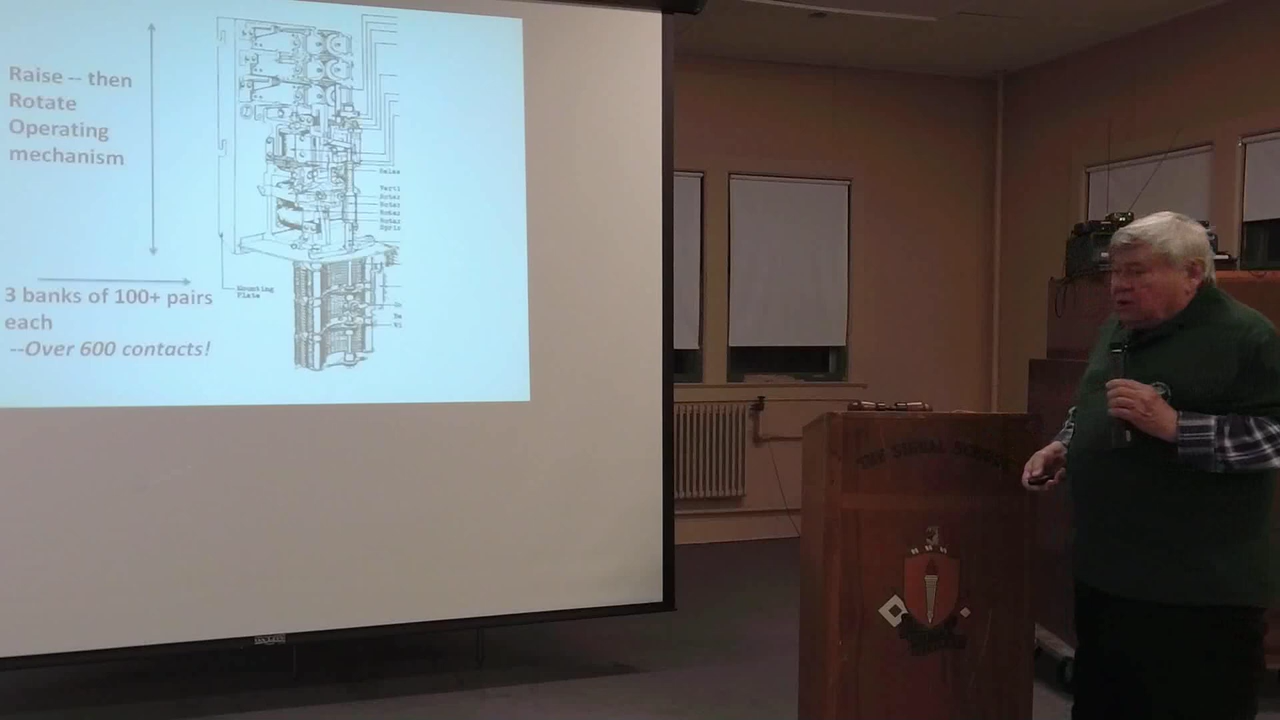 Raise -- then
Rotate
Operating
mechanism
3 banks of 100+ pairs
each
--Over 600 contacts!
Mounting
Plate
THE SIGNAL SCHOOL